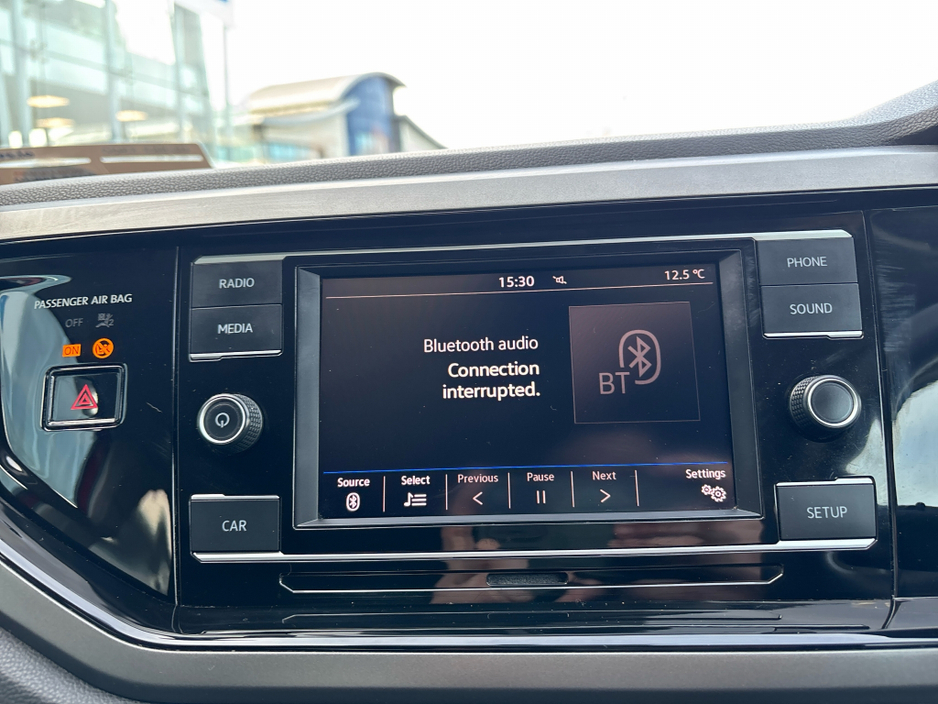 PASSENGER AIR BAG
OFF
ON
RADIO
MEDIA
CAR
15:30
12.5 °C
Bluetooth audio
Connection
interrupted.
BT
Source
Select
Previous
Pause
Next
Settings
PHONE
SOUND
SETUP